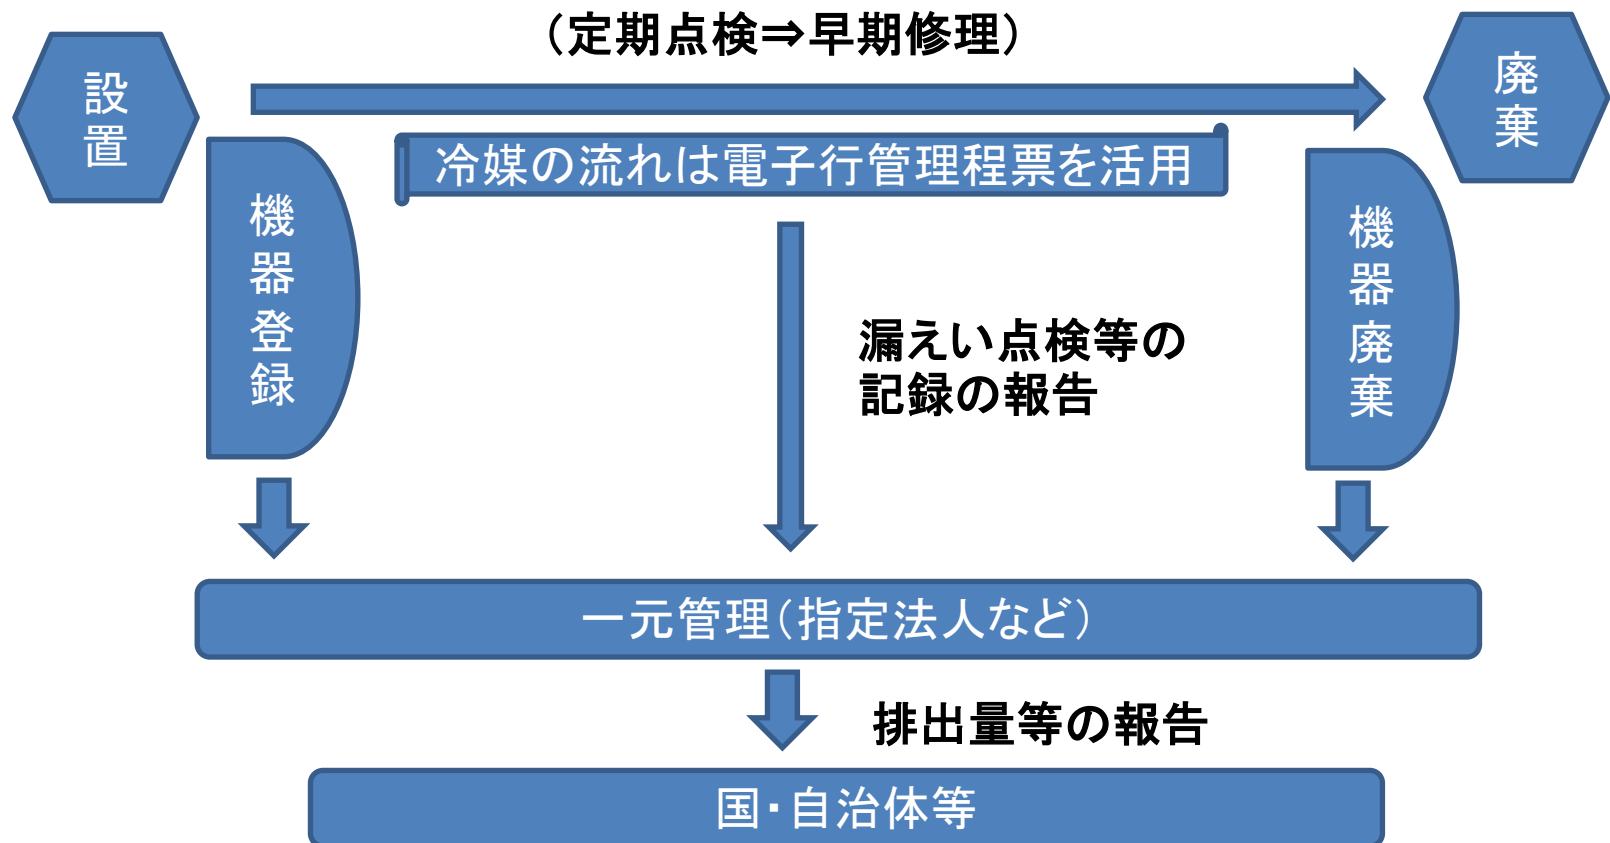 (定期点検⇒早期修理)
設置
廃棄
冷媒の流れは電子行管理程票を活用
機器登録
機器廃棄
漏えい点検等の
記録の報告
一元管理(指定法人など)
排出量等の報告
国・自治体等